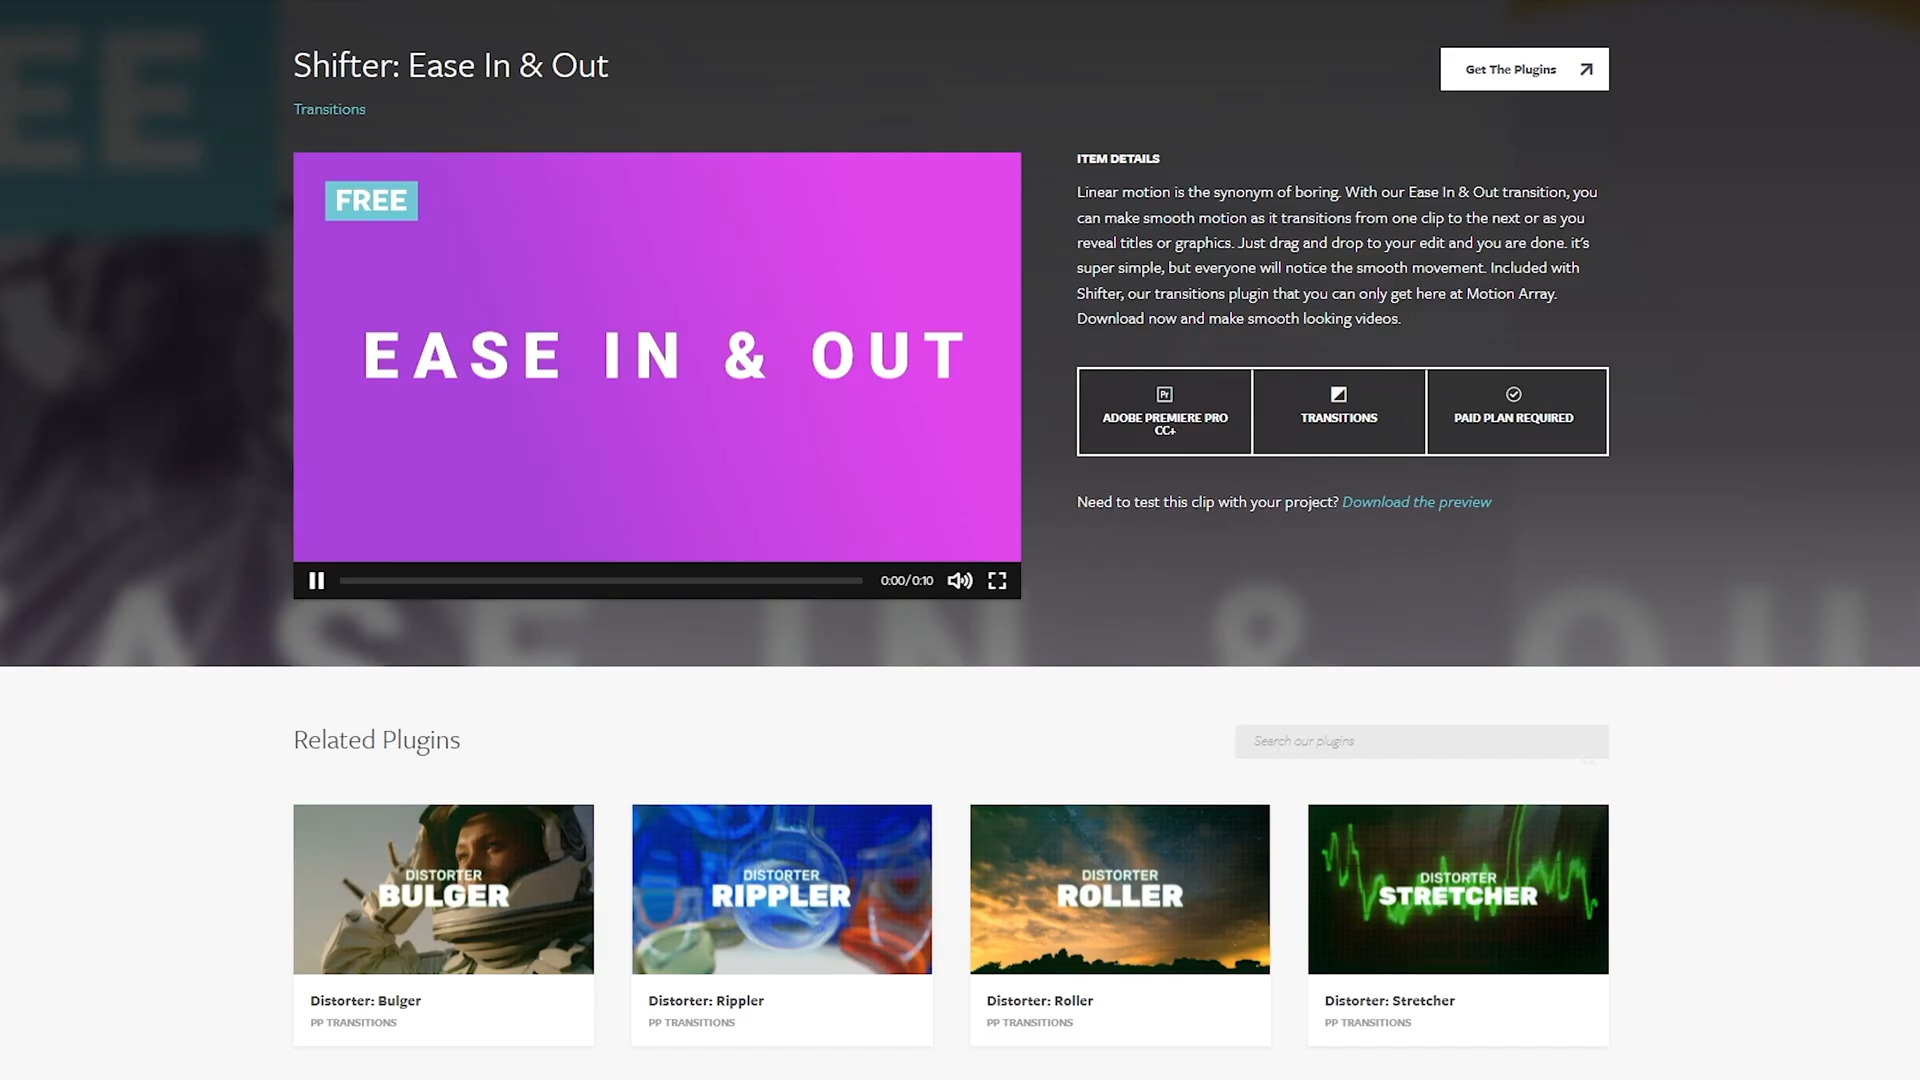 Shifter: Ease In & Out
Get The Plugins
Transitions
FREE
EASE IN & OUT
0:00/0:10
ITEM DETAILS
Linear motion is the synonym of boring. With our Ease In & Out transition, you
can make smooth motion as it transitions from one clip to the next or as you
reveal titles or graphics. Just drag and drop to your edit and you are done. it's
super simple, but everyone will notice the smooth movement. Included with
Shifter, our transitions plugin that you can only get here at Motion Array.
Download now and make smooth looking videos.
Pr
ADOBE PREMIERE PRO
CC+
TRANSITIONS
PAID PLAN REQUIRED
Need to test this clip with your project? Download the preview
EE
ASE IN & OU
Related Plugins
Search our plugins
DISTORTER
BULGER
Distorter: Bulger
PP TRANSITIONS
DISTORTER
RIPPLER
Distorter: Rippler
PP TRANSITIONS
DISTORTER
ROLLER
Distorter: Roller
PP TRANSITIONS
DISTORTER
STRETCHER
Distorter: Stretcher
PP TRANSITIONS